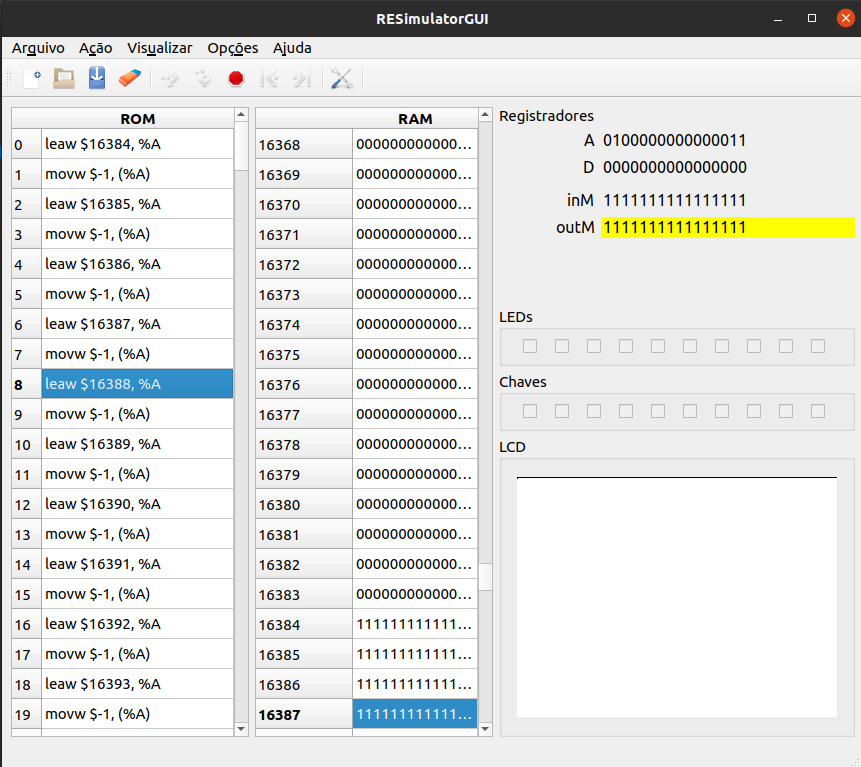 RESimulatorGUI
Arquivo Ação Visualizar Opções Ajuda
ROM
0 leaw $16384, %A
1 movw $-1, (%A)
2 leaw $16385, %A
3 movw $-1, (%A)
4 leaw $16386, %A
5 movw $-1, (%A)
6 leaw $16387, %A
7 movw $-1, (%A)
8 leaw $16388, %A
9 movw $-1, (%A)
10 leaw $16389, %A
11 movw $-1, (%A)
12 leaw $16390, %A
13 movw $-1, (%A)
14 leaw $16391, %A
15 movw $-1, (%A)
16 leaw $16392, %A
17 movw $-1, (%A)
18 leaw $16393, %A
19 movw $-1, (%A)
RAM
16368 000000000000...
16369 000000000000...
16370 000000000000...
16371 000000000000...
16372 000000000000...
16373 000000000000...
16374 000000000000...
16375 000000000000...
16376 000000000000...
16377 000000000000...
16378 000000000000...
16379 000000000000...
16380 000000000000...
16381 000000000000...
16382 000000000000...
16383 000000000000...
16384 111111111111...
16385 111111111111...
16386 111111111111...
16387 111111111111...
Registradores
A 0100000000000011
D 0000000000000000
inM 1111111111111111
outM 1111111111111111
LEDs
Chaves
LCD